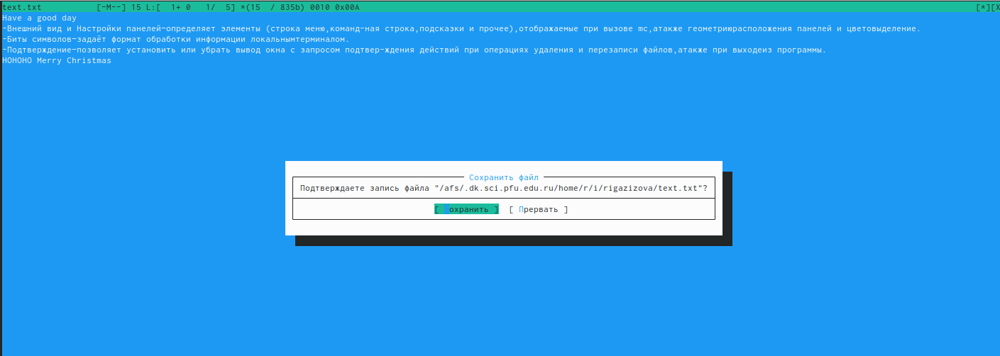 text.txt [-M--] 15 L:[ 1+ 0 1/ 5] *(15 / 835b) 0010 0x00A [*][X
Have a good day
-Внешний вид и Настройки панелей-определяет элементы (строка меню,команд-ная строка,подсказки и прочее),отображаемые при вызове mc,атакже геометриюрасположения панелей и цветовыделение.
-Биты символов-задаёт формат обработки информации локальнымтерминалом.
-Подтверждение-позволяет установить или убрать вывод окна с запросом подтвер-ждения действий при операциях удаления и перезаписи файлов,атакже при выходеиз программы.
HOHOHO Merry Christmas
Сохранить файл
Подтверждаете запись файла "/afs/.dk.sci.pfu.edu.ru/home/r/i/rigazizova/text.txt"?
[ Сохранить ] [ Прервать ]